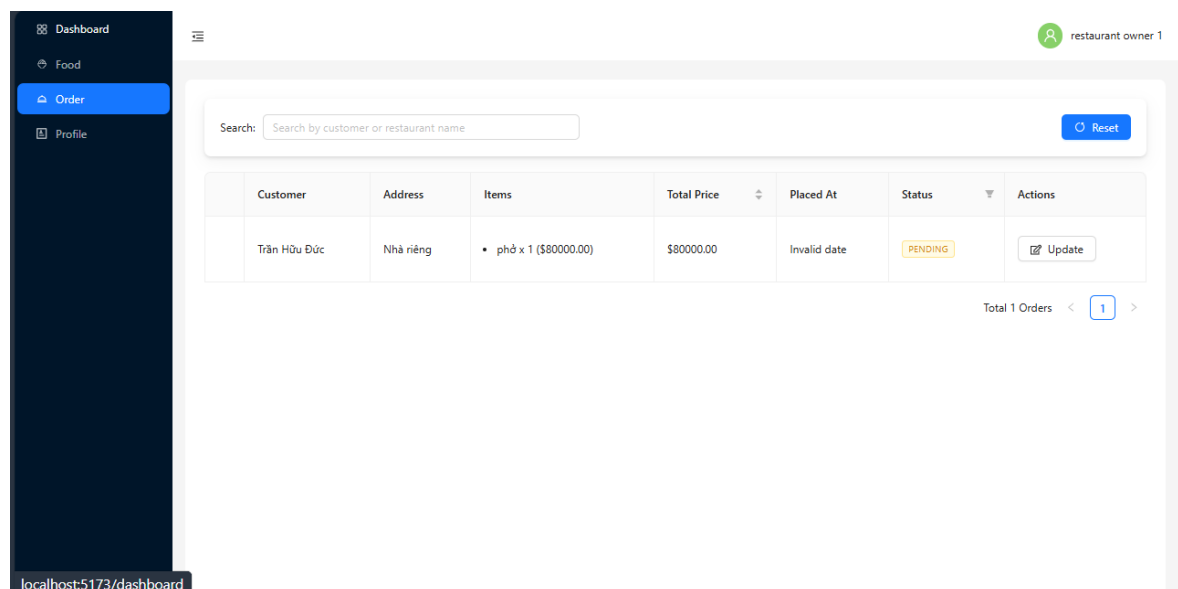 Dashboard
restaurant owner 1
Food
Order
Profile
Search: Search by customer or restaurant name
Reset
Customer Address Items Total Price Placed At Status Actions
Trần Hữu Đức Nhà riêng • phở x 1 ($80000.00) $80000.00 Invalid date PENDING Update
Total 1 Orders < 1 >
localhost:5173/dashboard